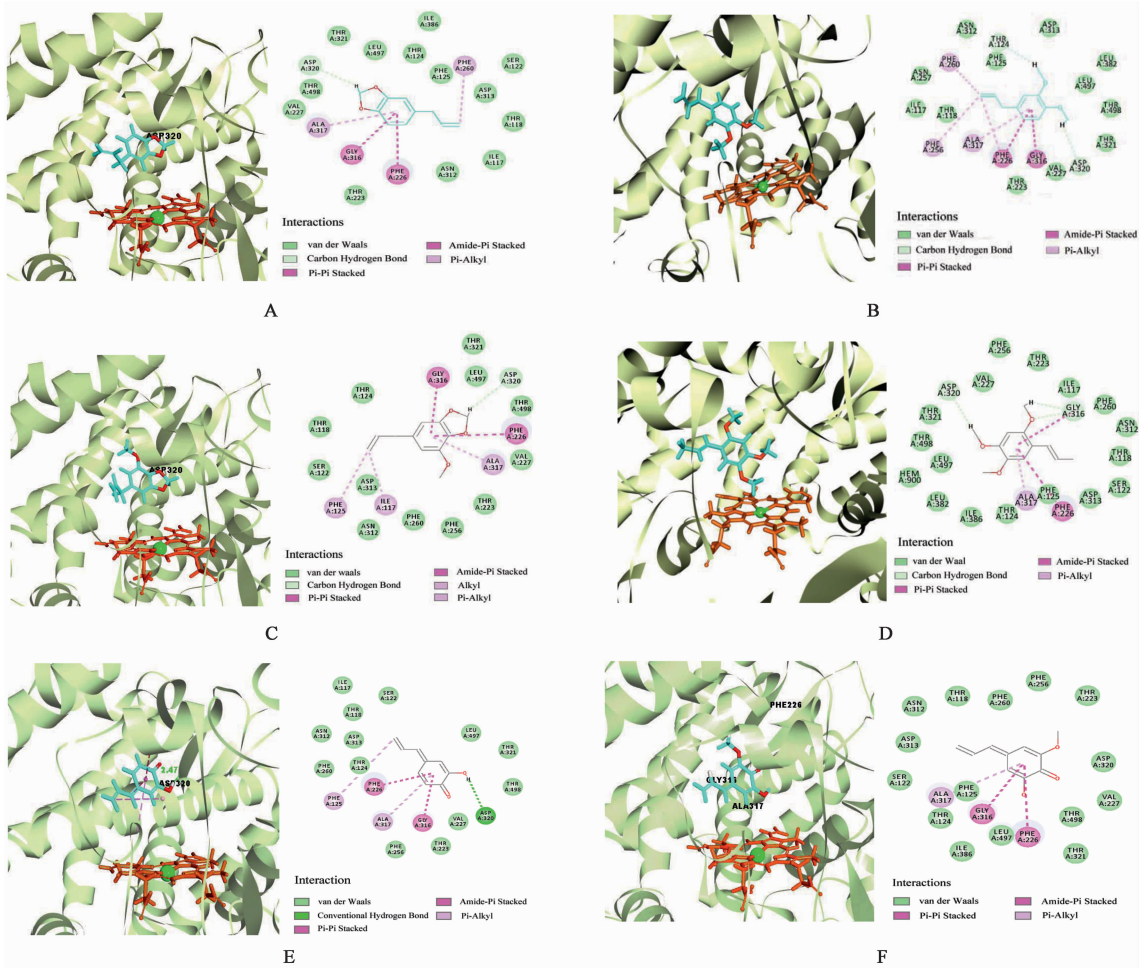 ASP320
ILE
A:386
THR
A:321
LEU
A:497
THR
A:124
PHE
A:125
PHE
A:260
SER
A:122
ASP
A:320
ASP
A:313
THR
A:498
VAL
A:227
THR
A:118
ALA
A:317
GLY
A:316
ILE
A:117
PHE
A:226
ASN
A:312
THR
A:223
H
Interactions
van der Waals
Carbon Hydrogen Bond
Pi-Pi Stacked
Amide-Pi Stacked
Pi-Alkyl
A
ASN
A:312
THR
A:124
ASP
A:313
PHE
A:260
PHE
A:125
H
LEU
A:382
ASN
A:257
LEU
A:497
ILE
A:117
THR
A:118
THR
A:498
H
PHE
A:256
ALA
A:317
THR
A:321
PHE
A:226
GLY
A:316
VAL
A:227
ASP
A:320
THR
A:223
Interactions
van der Waals
Carbon Hydrogen Bond
Pi-Pi Stacked
Amide-Pi Stacked
Pi-Alkyl
B
ASP320
THR
A:321
GLY
A:316
LEU
A:497
ASP
A:320
H
THR
A:124
THR
A:498
THR
A:118
PHE
A:226
SER
A:122
ALA
A:317
VAL
A:227
ASP
A:313
PHE
A:125
ILE
A:117
THR
A:223
ASN
A:312
PHE
A:260
PHE
A:256
Interactions
van der waals
Carbon Hydrogen Bond
Pi-Pi Stacked
Amide-Pi Stacked
Alkyl
Pi-Alkyl
C
PHE
A:256
THR
A:223
ASP
A:320
VAL
A:227
ILE
A:117
GLY
A:316
PHE
A:260
H
THR
A:321
ASN
A:312
H
THR
A:498
THR
A:118
LEU
A:497
HEM
A:900
SER
A:122
LEU
A:382
ALA
A:317
PHE
A:125
ASP
A:313
ILE
A:386
THR
A:124
PHE
A:226
Interaction
van der Waal
Carbon Hydrogen Bond
Pi-Pi Stacked
Amide-Pi Stacked
Pi-Alkyl
D
2.47
ASP320
ILE
A:117
SER
A:122
THR
A:118
ASN
A:312
ASP
A:313
LEU
A:497
THR
A:321
PHE
A:260
THR
A:124
PHE
A:226
H
THR
A:498
PHE
A:125
ALA
A:317
GLY
A:316
VAL
A:227
ASP
A:320
PHE
A:256
THR
A:223
Interaction
van der Waals
Conventional Hydrogen Bond
Pi-Pi Stacked
Amide-Pi Stacked
Pi-Alkyl
E
PHE226
GLY316
ALA317
PHE
A:256
ASN
A:312
THR
A:118
PHE
A:260
THR
A:223
ASP
A:313
ASP
A:320
SER
A:122
PHE
A:125
ALA
A:317
VAL
A:227
THR
A:124
GLY
A:316
THR
A:498
LEU
A:497
PHE
A:226
ILE
A:386
THR
A:321
Interactions
van der Waals
Pi-Pi Stacked
Amide-Pi Stacked
Pi-Alkyl
F